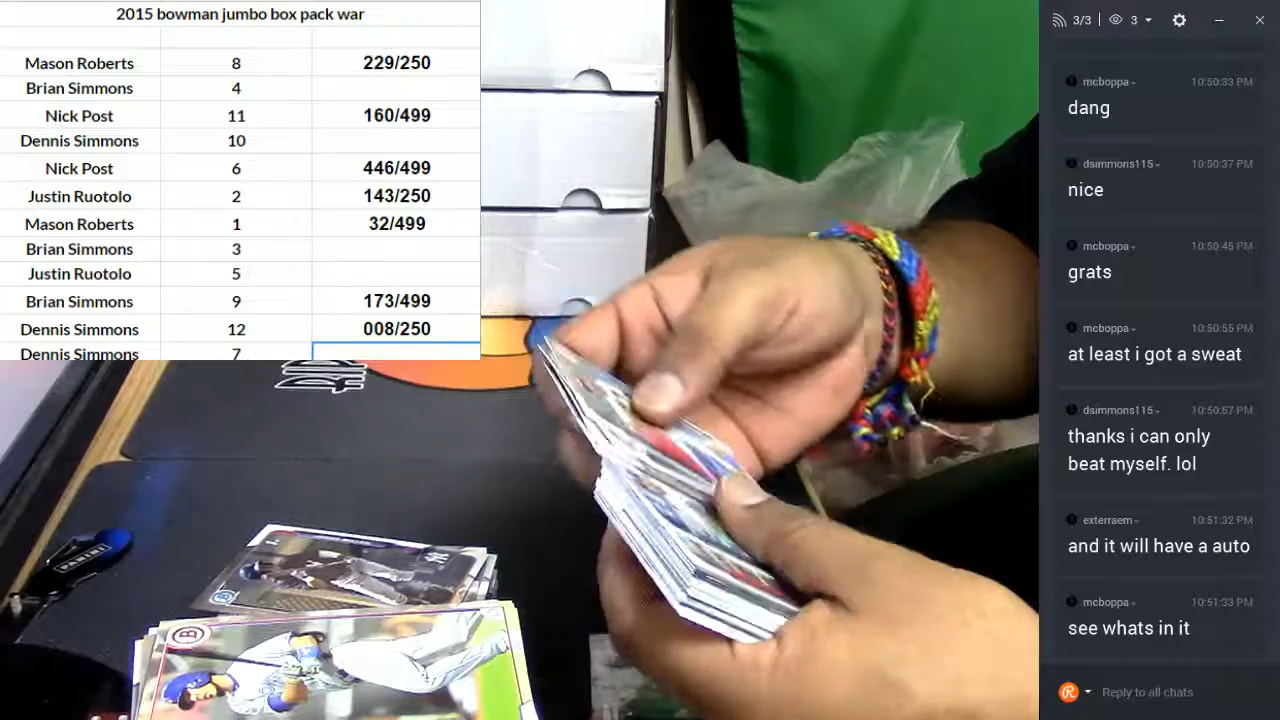 2015 bowman jumbo box pack war
Mason Roberts 8 229/250
Brian Simmons 4
Nick Post 11 160/499
Dennis Simmons 10
Nick Post 6 446/499
Justin Ruotolo 2 143/250
Mason Roberts 1 32/499
Brian Simmons 3
Justin Ruotolo 5
Brian Simmons 9 173/499
Dennis Simmons 12 008/250
Dennis Simmons 7
PANINI
B
3/3 3
mcboppa 10:50:33 PM
dang
dsimmons115 10:50:37 PM
nice
mcboppa 10:50:45 PM
grats
mcboppa 10:50:55 PM
at least i got a sweat
dsimmons115 10:50:57 PM
thanks i can only
beat myself. lol
exterraem 10:51:32 PM
and it will have a auto
mcboppa 10:51:33 PM
see whats in it
Reply to all chats